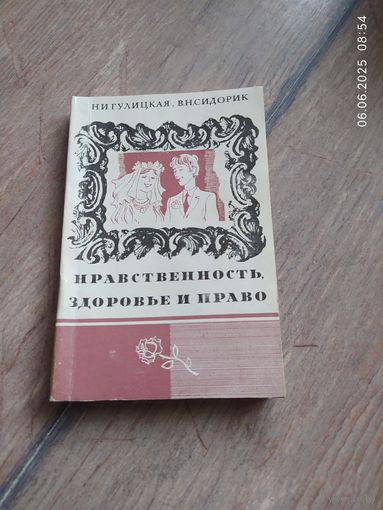 Н.И.ГУЛИЦКАЯ, В.Н.СИДОРИК
НРАВСТВЕННОСТЬ,
ЗДОРОВЬЕ И ПРАВО
06.06.2025 08:54